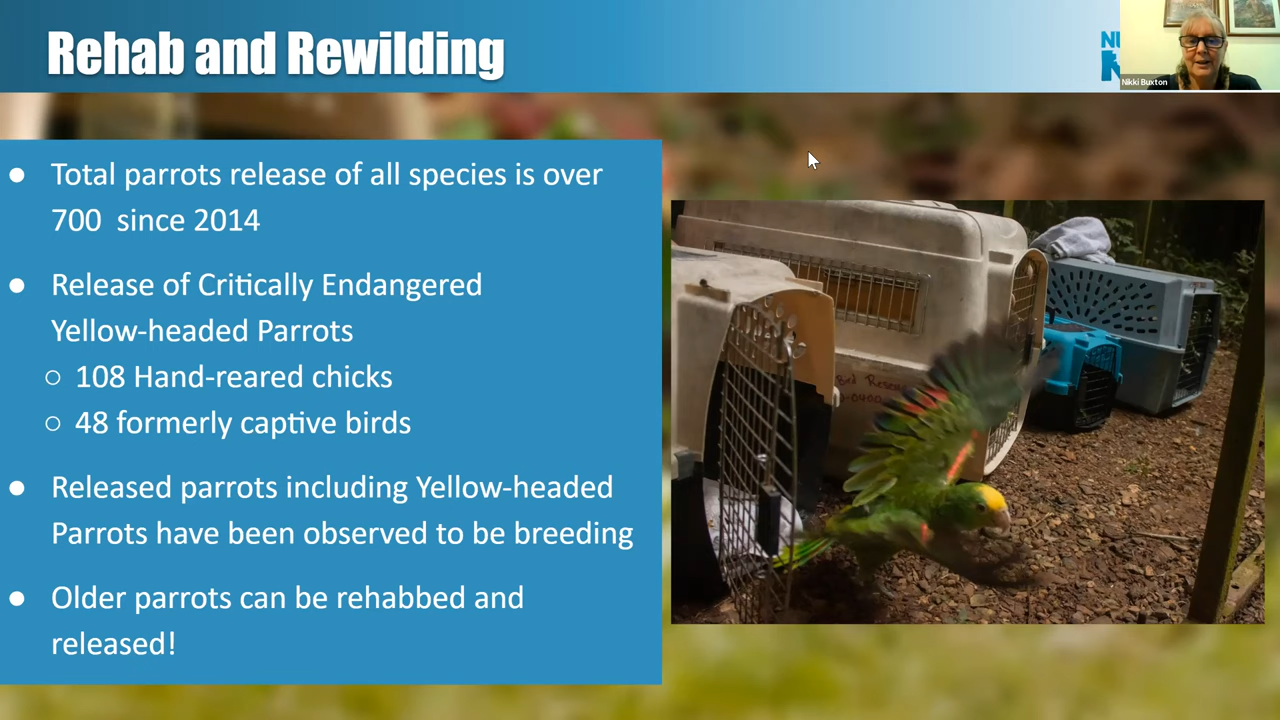 Rehab and Rewilding
Nikki Buxton
● Total parrots release of all species is over
700 since 2014
● Release of Critically Endangered
Yellow-headed Parrots
○ 108 Hand-reared chicks
○ 48 formerly captive birds
● Released parrots including Yellow-headed
Parrots have been observed to be breeding
● Older parrots can be rehabbed and
released!